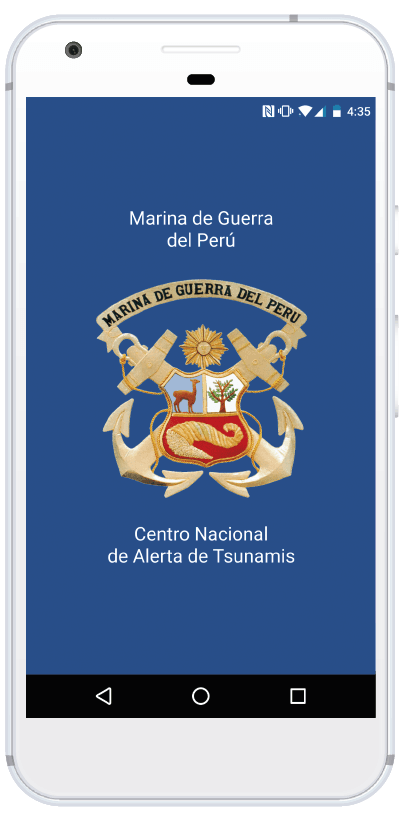 4:35
Marina de Guerra
del Perú
MARINA DE GUERRA DEL PERU
Centro Nacional
de Alerta de Tsunamis